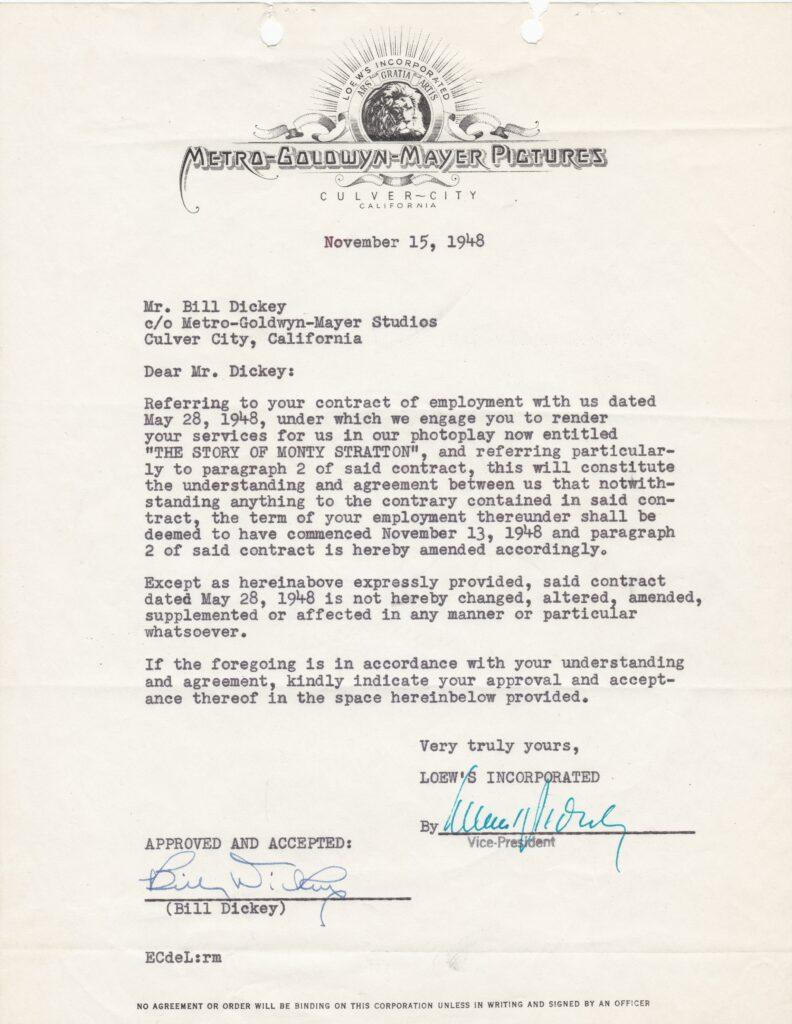 LOEW'S INCORPORATED
ARS GRATIA ARTIS
METRO-GOLDWYN-MAYER PICTURES
CULVER~CITY
CALIFORNIA
November 15, 1948
Mr. Bill Dickey
c/o Metro-Goldwyn-Mayer Studios
Culver City, California
Dear Mr. Dickey:
Referring to your contract of employment with us dated
May 28, 1948, under which we engage you to render
your services for us in our photoplay now entitled
"THE STORY OF MONTY STRATTON", and referring particular-
ly to paragraph 2 of said contract, this will constitute
the understanding and agreement between us that notwith-
standing anything to the contrary contained in said con-
tract, the term of your employment thereunder shall be
deemed to have commenced November 13, 1948 and paragraph
2 of said contract is hereby amended accordingly.
Except as hereinabove expressly provided, said contract
dated May 28, 1948 is not hereby changed, altered, amended,
supplemented or affected in any manner or particular
whatsoever.
If the foregoing is in accordance with your understanding
and agreement, kindly indicate your approval and accept-
ance thereof in the space hereinbelow provided.
Very truly yours,
LOEW'S INCORPORATED
By
Vice-President
APPROVED AND ACCEPTED:
Bill Dickey
(Bill Dickey)
ECdeL:rm
NO AGREEMENT OR ORDER WILL BE BINDING ON THIS CORPORATION UNLESS IN WRITING AND SIGNED BY AN OFFICER